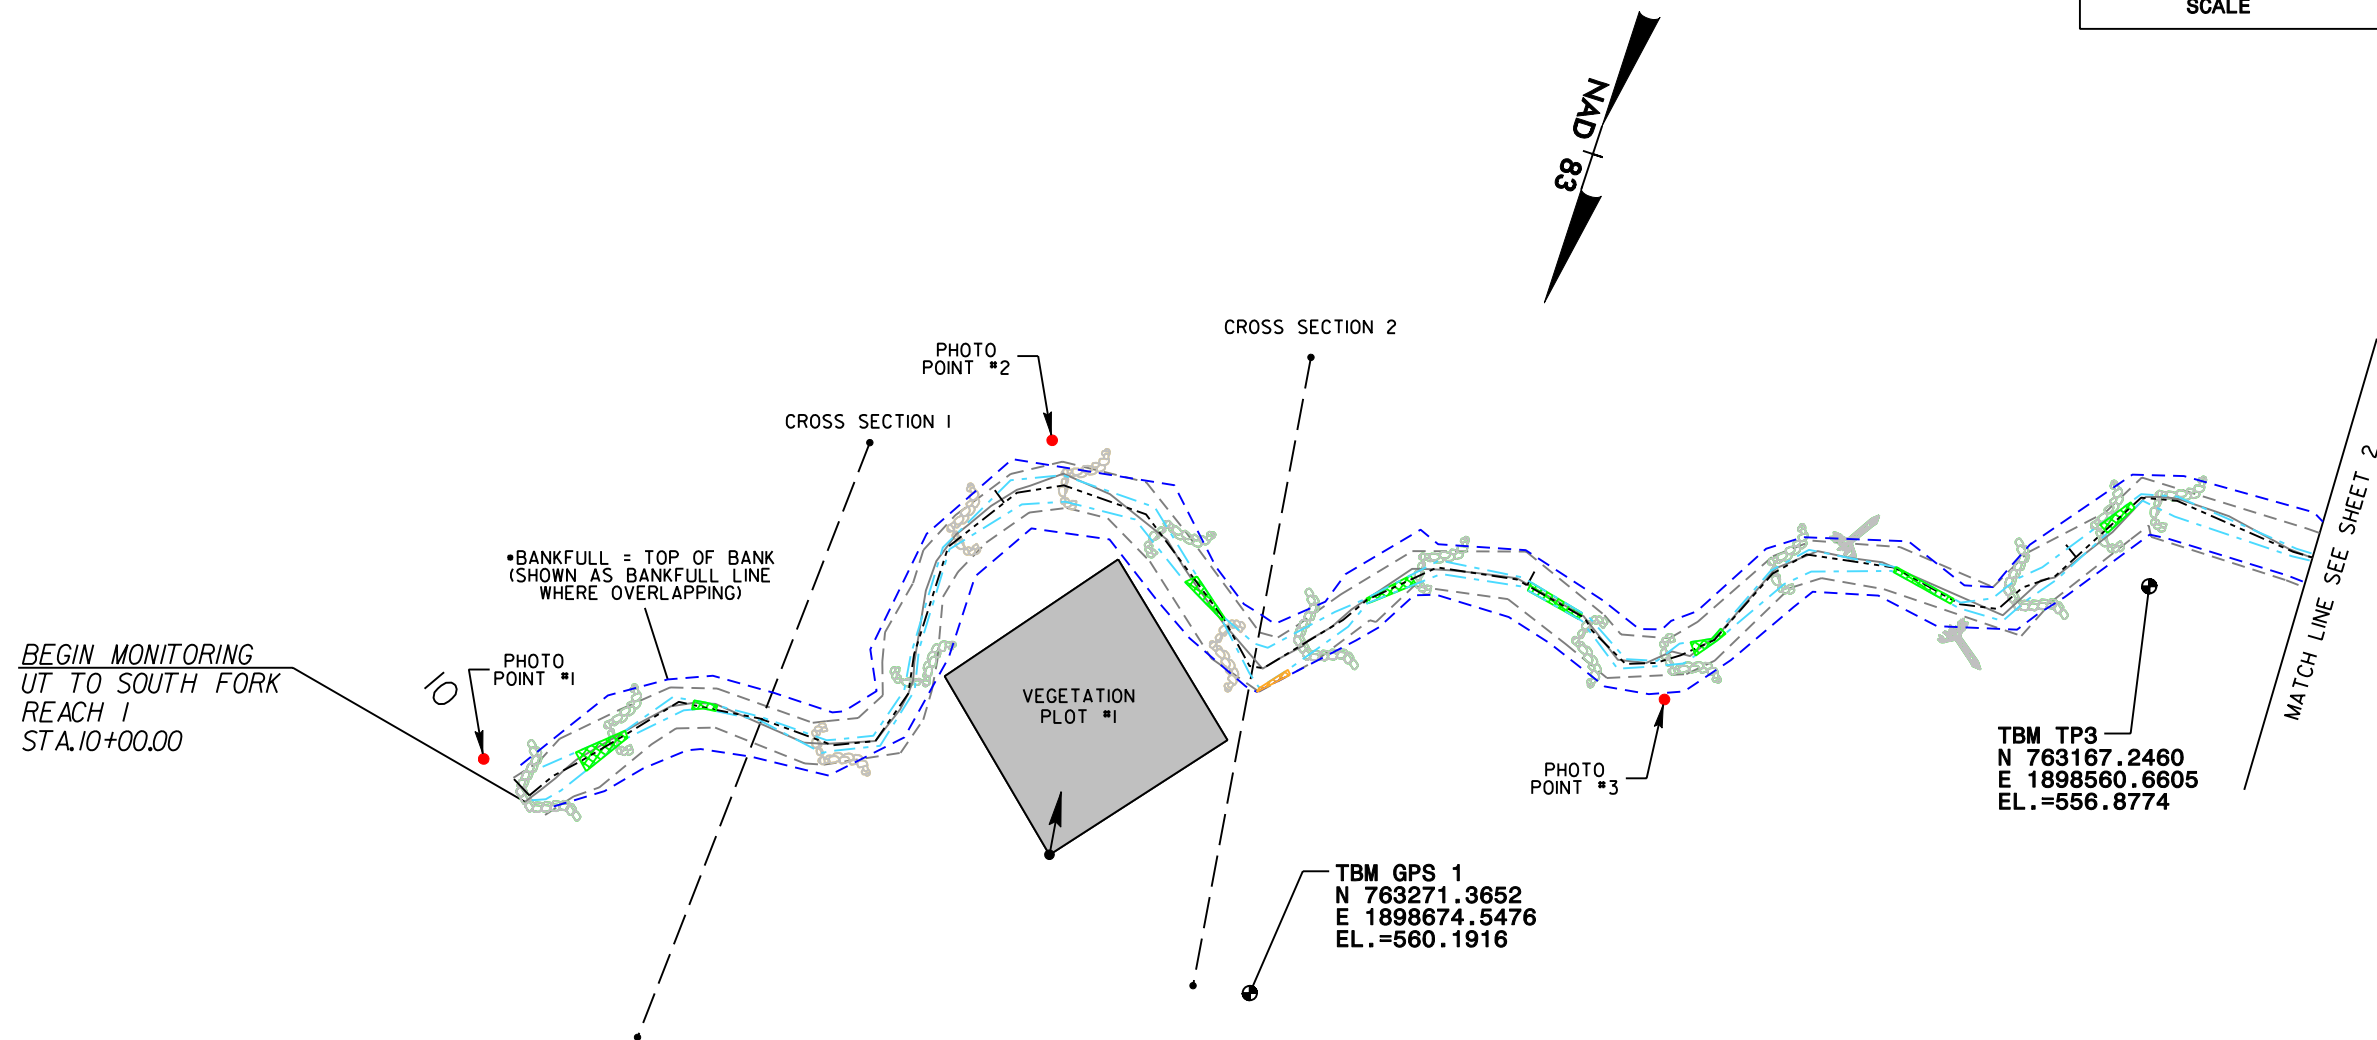 SCALE
NAD 83
CROSS SECTION 2
PHOTO
POINT #2
CROSS SECTION 1
*BANKFULL = TOP OF BANK
(SHOWN AS BANKFULL LINE
WHERE OVERLAPPING)
BEGIN MONITORING
UT TO SOUTH FORK
REACH 1
STA.10+00.00
10
PHOTO
POINT #1
VEGETATION
PLOT #1
PHOTO
POINT #3
TBM GPS 1
N 763271.3652
E 1898674.5476
EL.=560.1916
TBM TP3
N 763167.2460
E 1898560.6605
EL.=556.8774
MATCH LINE SEE SHEET 2